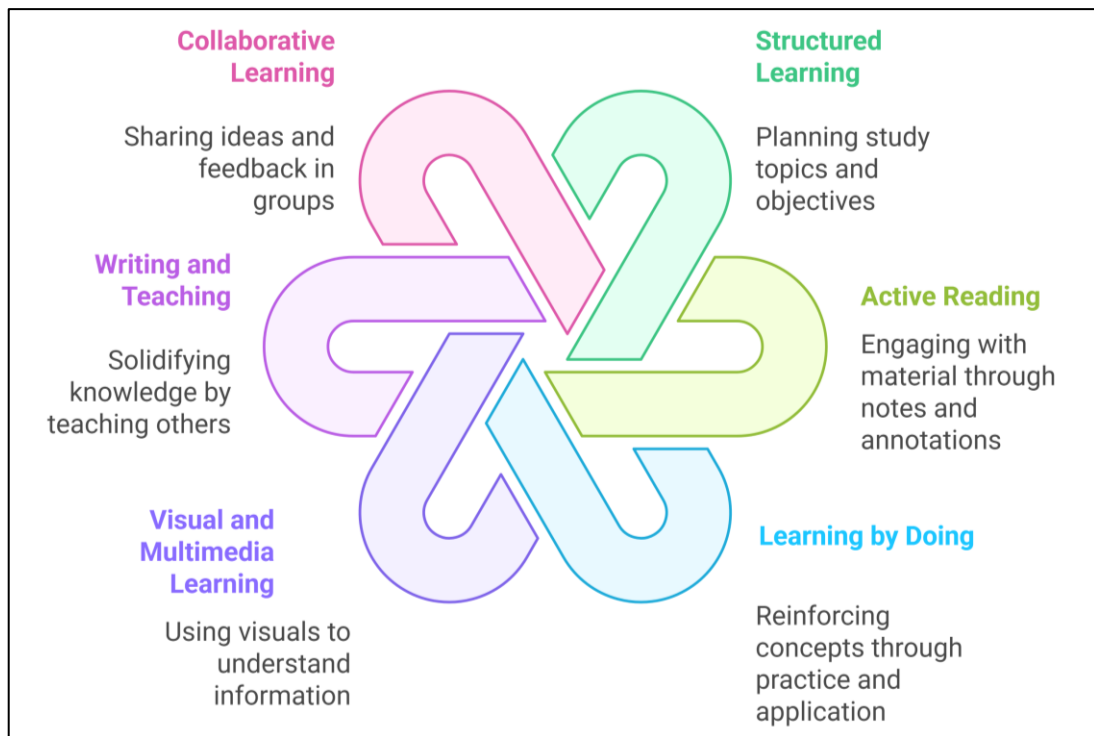 Collaborative
Learning
Sharing ideas and
feedback in
groups
Structured
Learning
Planning study
topics and
objectives
Writing and
Teaching
Solidifying
knowledge by
teaching others
Active Reading
Engaging with
material through
notes and
annotations
Visual and
Multimedia
Learning
Using visuals to
understand
information
Learning by Doing
Reinforcing
concepts through
practice and
application